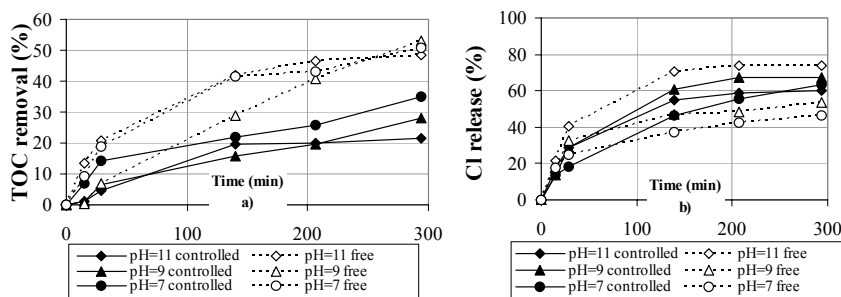 TOC removal (%)
60
50
40
30
20
10
0
Time (min)
a)
0 100 200 300
pH=11 controlled pH=11 free
pH=9 controlled pH=9 free
pH=7 controlled pH=7 free
Cl release (%)
100
80
60
40
20
0
Time (min)
b)
0 100 200 300
pH=11 controlled pH=11 free
pH=9 controlled pH=9 free
pH=7 controlled pH=7 free